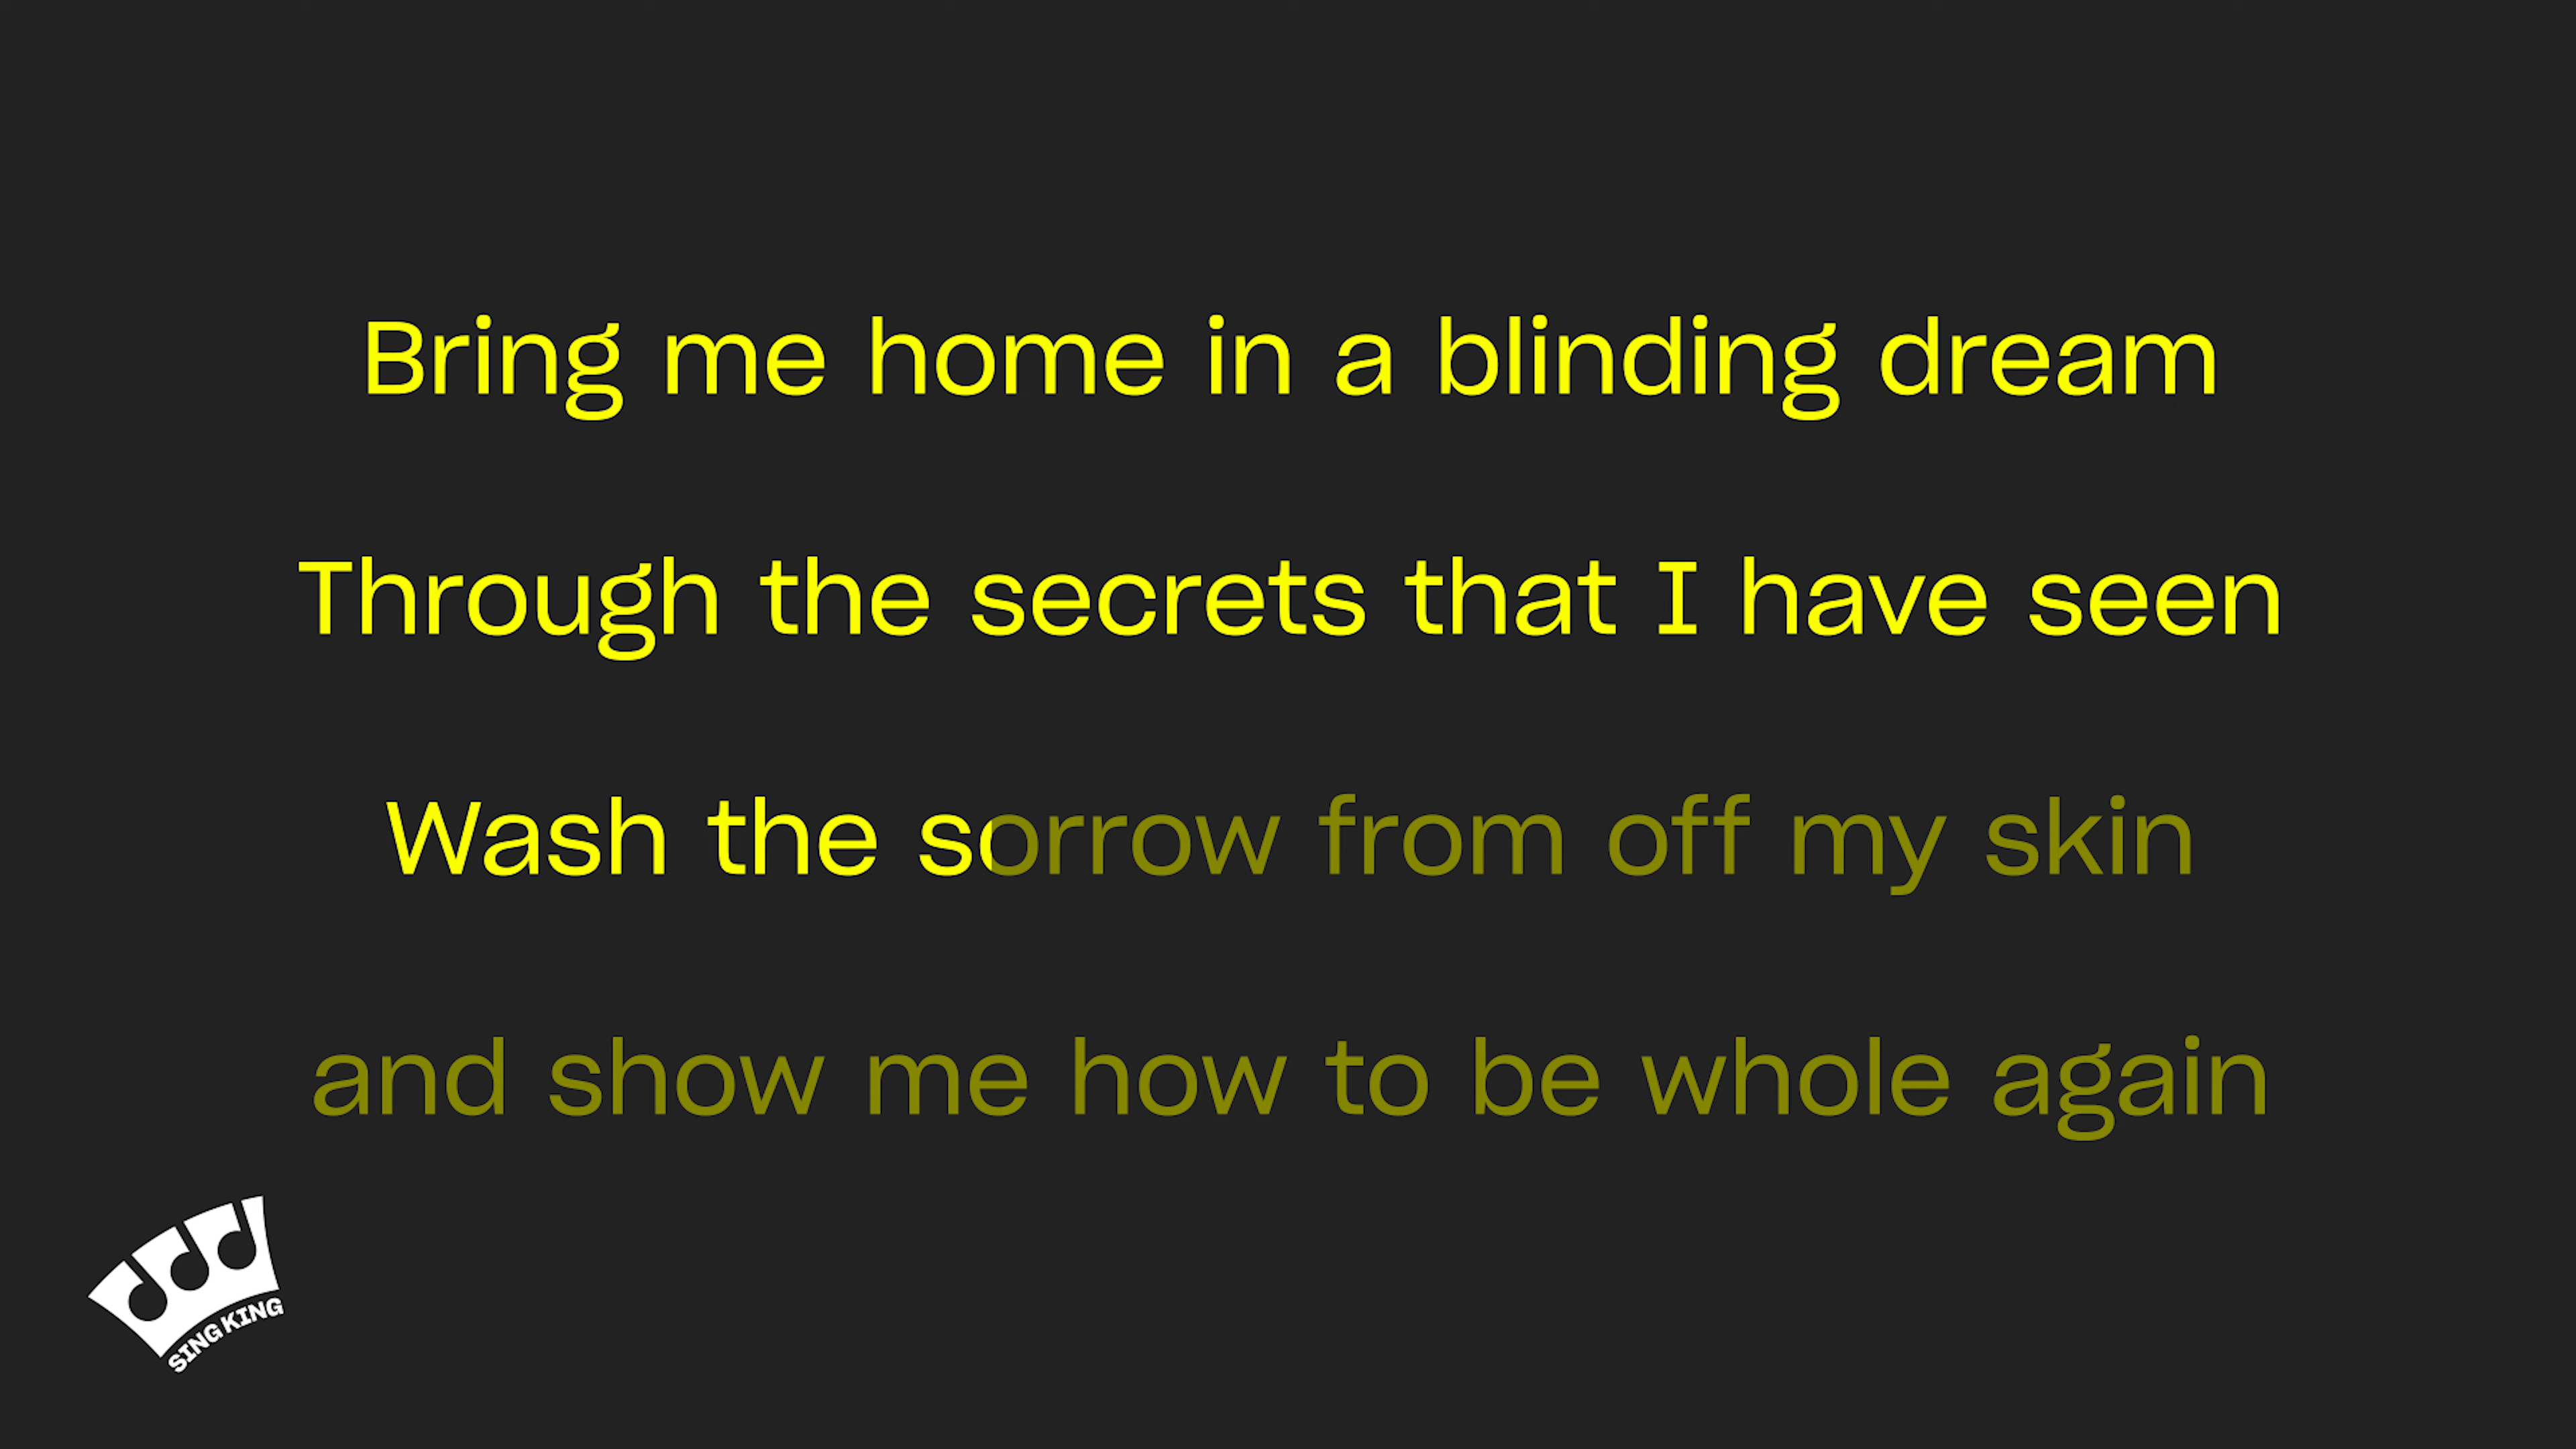 Bring me home in a blinding dream
Through the secrets that I have seen
Wash the sorrow from off my skin
and show me how to be whole again
SING KING